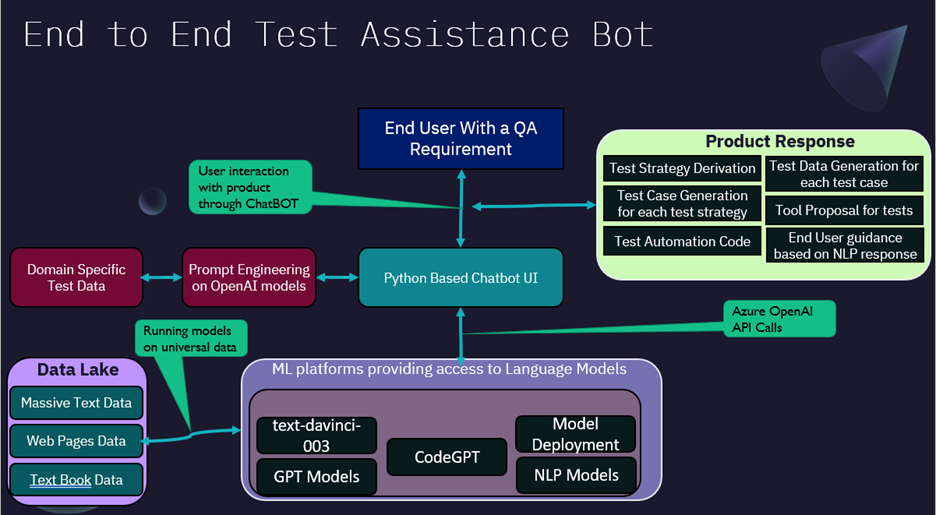 End to End Test Assistance Bot
End User With a QA
Requirement
User interaction
with product
through ChatBOT
Product Response
Test Strategy Derivation
Test Data Generation for
each test case
Test Case Generation
for each test strategy
Tool Proposal for tests
Test Automation Code
End User guidance
based on NLP response
Domain Specific
Test Data
Prompt Engineering
on OpenAI models
Python Based Chatbot UI
Running models
on universal data
Azure OpenAI
API Calls
Data Lake
Massive Text Data
Web Pages Data
Text Book Data
ML platforms providing access to Language Models
text-davinci-
003
GPT Models
CodeGPT
Model
Deployment
NLP Models